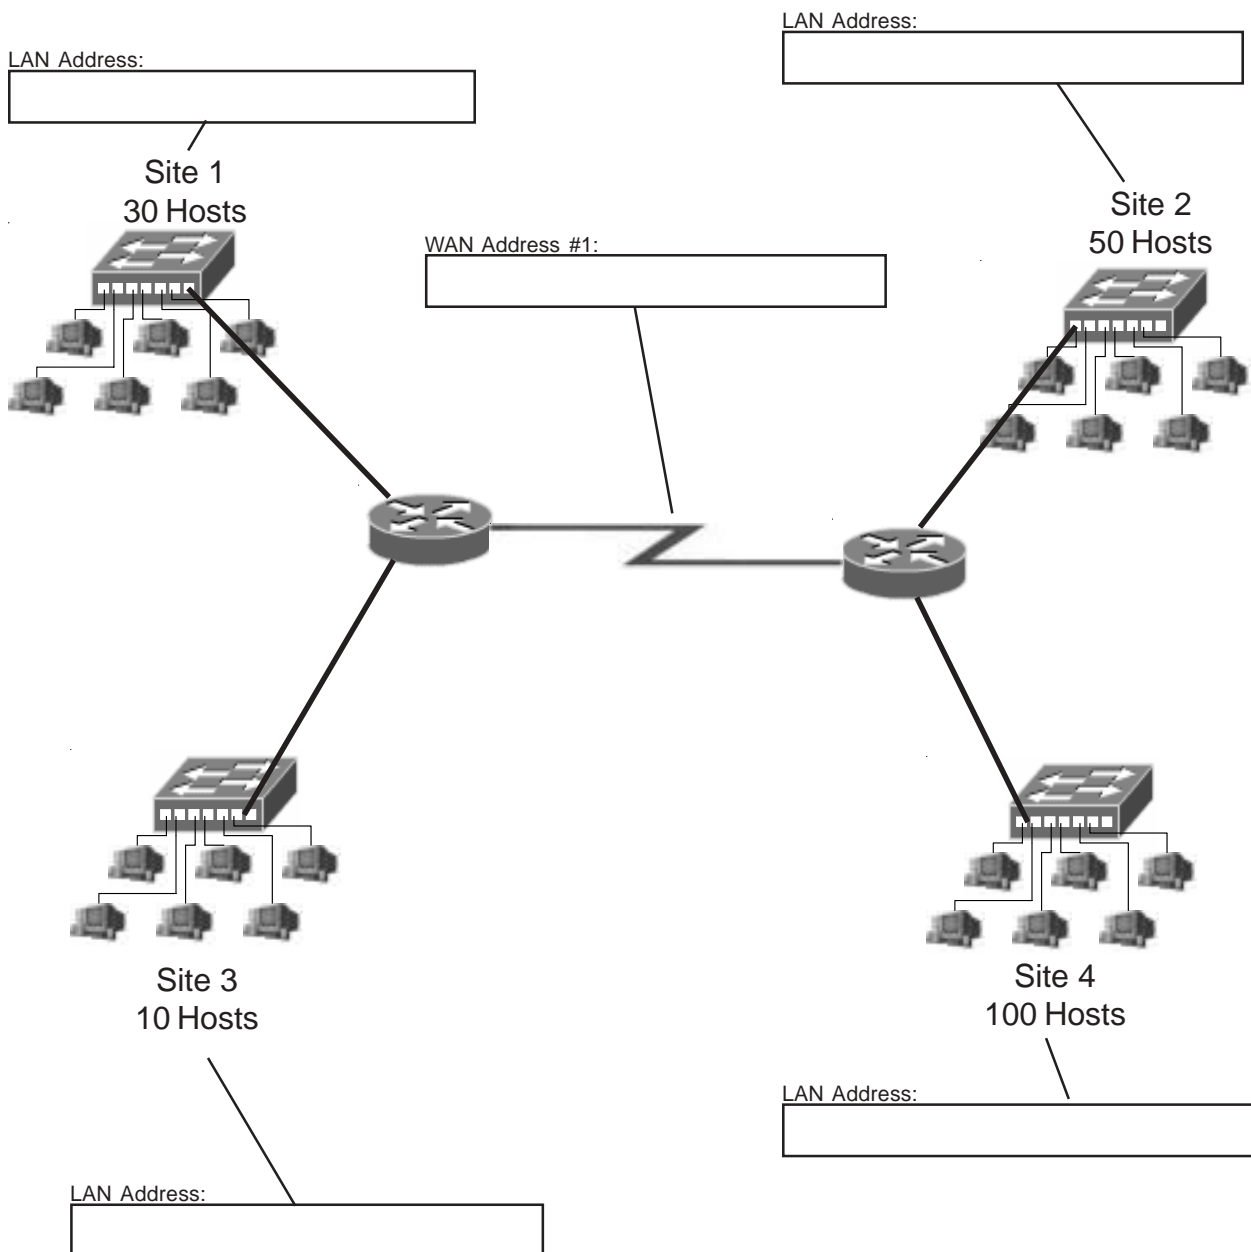 LAN Address:
LAN Address:
Site 1
30 Hosts
Site 2
50 Hosts
WAN Address #1:
Site 3
10 Hosts
Site 4
100 Hosts
LAN Address:
LAN Address: